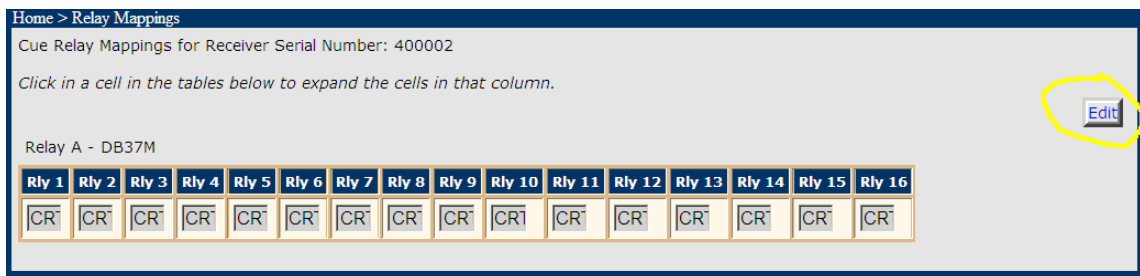 Home > Relay Mappings
Cue Relay Mappings for Receiver Serial Number: 400002
Click in a cell in the tables below to expand the cells in that column.
Edit
Relay A - DB37M
Rly 1 Rly 2 Rly 3 Rly 4 Rly 5 Rly 6 Rly 7 Rly 8 Rly 9 Rly 10 Rly 11 Rly 12 Rly 13 Rly 14 Rly 15 Rly 16